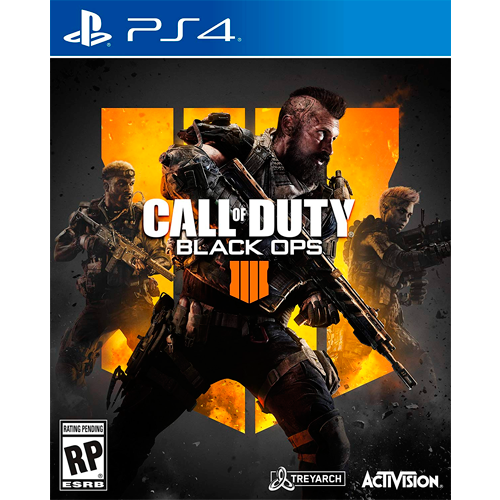 PS4
CALL OF DUTY
BLACK OPS
IIII
RATING PENDING
RP
ESRB
TREYARCH
ACTIVISION